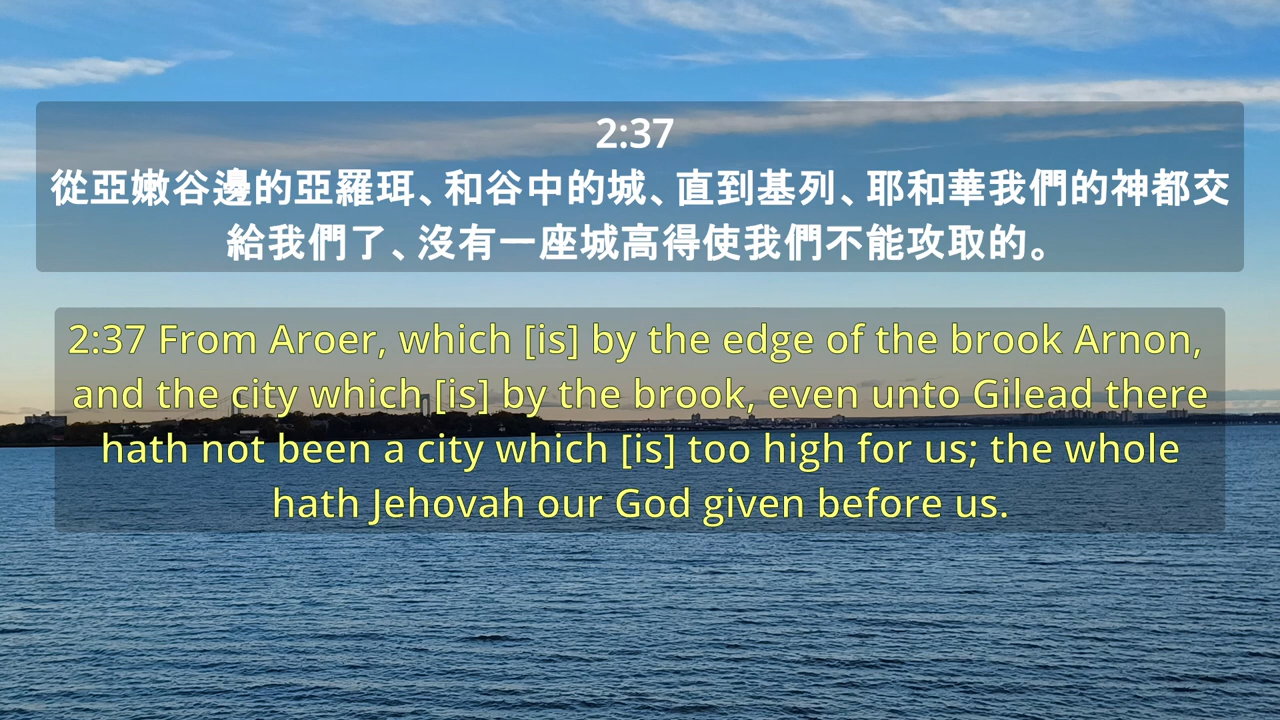 2:37
從亞嫩谷邊的亞羅珥、和谷中的城、直到基列、耶和華我們的神都交
給我們了、沒有一座城高得使我們不能攻取的。
2:37 From Aroer, which [is] by the edge of the brook Arnon,
and the city which [is] by the brook, even unto Gilead there
hath not been a city which [is] too high for us; the whole
hath Jehovah our God given before us.